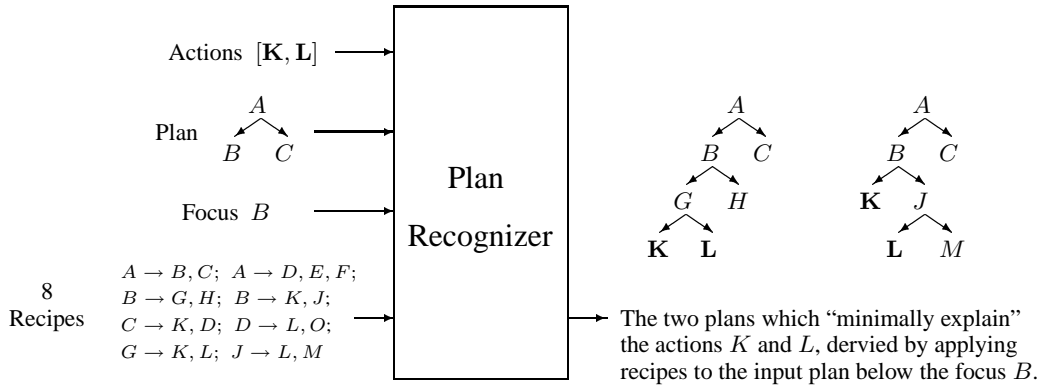 Actions [K, L]
A
Plan
B C
Focus B
8
Recipes
A → B, C; A → D, E, F;
B → G, H; B → K, J;
C → K, D; D → L, O;
G → K, L; J → L, M
Plan
Recognizer
A
B C
G H
K L
A
B C
K J
L M
The two plans which “minimally explain”
the actions K and L, dervied by applying
recipes to the input plan below the focus B.